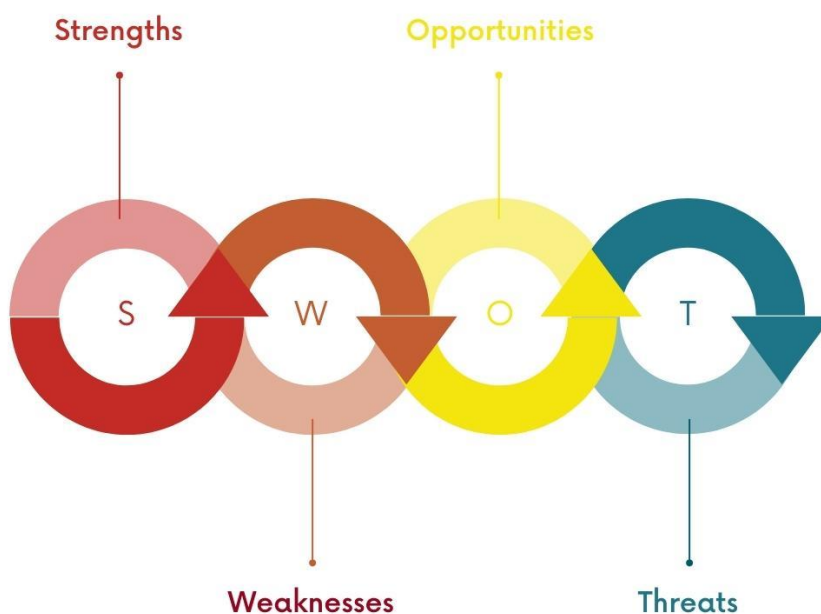 Strengths
Opportunities
S
W
O
T
Weaknesses
Threats